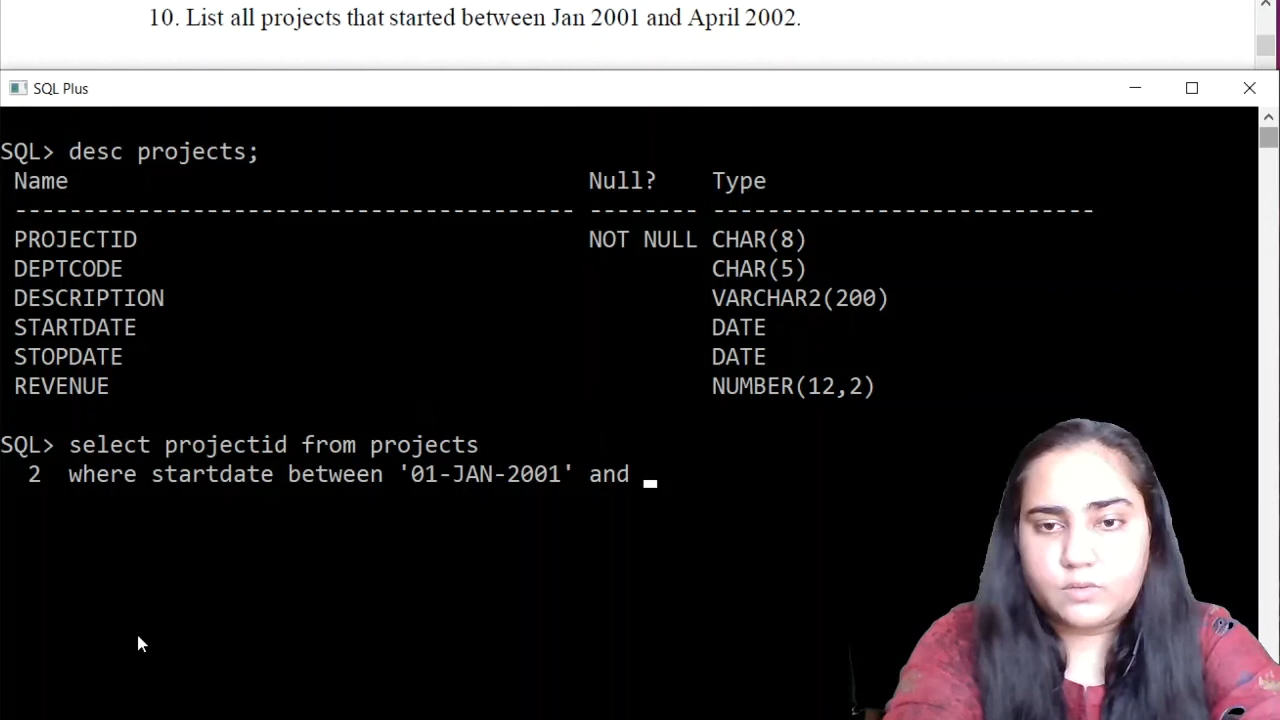 10. List all projects that started between Jan 2001 and April 2002.
SQL Plus
SQL> desc projects;
Name Null? Type
----------------------------------------- -------- ----------------------------
PROJECTID NOT NULL CHAR(8)
DEPTCODE CHAR(5)
DESCRIPTION VARCHAR2(200)
STARTDATE DATE
STOPDATE DATE
REVENUE NUMBER(12,2)
SQL> select projectid from projects
2 where startdate between '01-JAN-2001' and